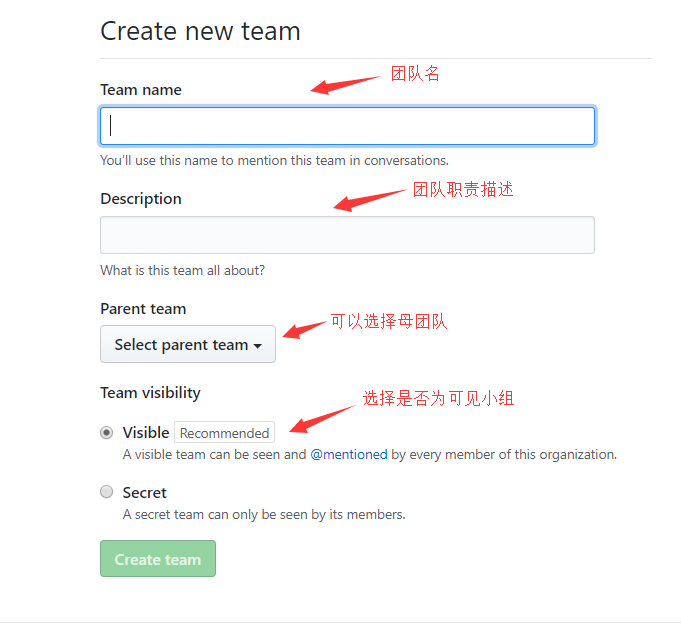 Create new team
团队名
Team name
You'll use this name to mention this team in conversations.
团队职责描述
Description
What is this team all about?
Parent team
可以选择母团队
Select parent team
Team visibility
选择是否为可见小组
Visible Recommended
A visible team can be seen and @mentioned by every member of this organization.
Secret
A secret team can only be seen by its members.
Create team